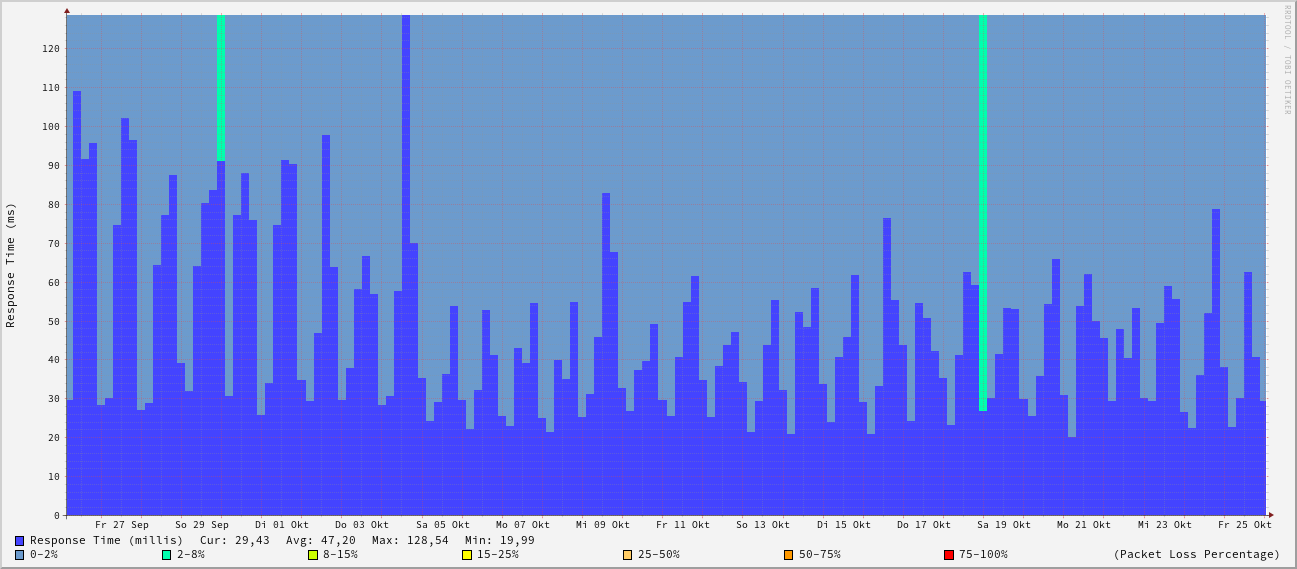 RRDTOOL / TOBI OETIKER
Response Time (ms)
120
110
100
90
80
70
60
50
40
30
20
10
0
Fr 27 Sep So 29 Sep Di 01 Okt Do 03 Okt Sa 05 Okt Mo 07 Okt Mi 09 Okt Fr 11 Okt So 13 Okt Di 15 Okt Do 17 Okt Sa 19 Okt Mo 21 Okt Mi 23 Okt Fr 25 Okt
Response Time (millis) Cur: 29,43 Avg: 47,20 Max: 128,54 Min: 19,99
0-2% 2-8% 8-15% 15-25% 25-50% 50-75% 75-100% (Packet Loss Percentage)